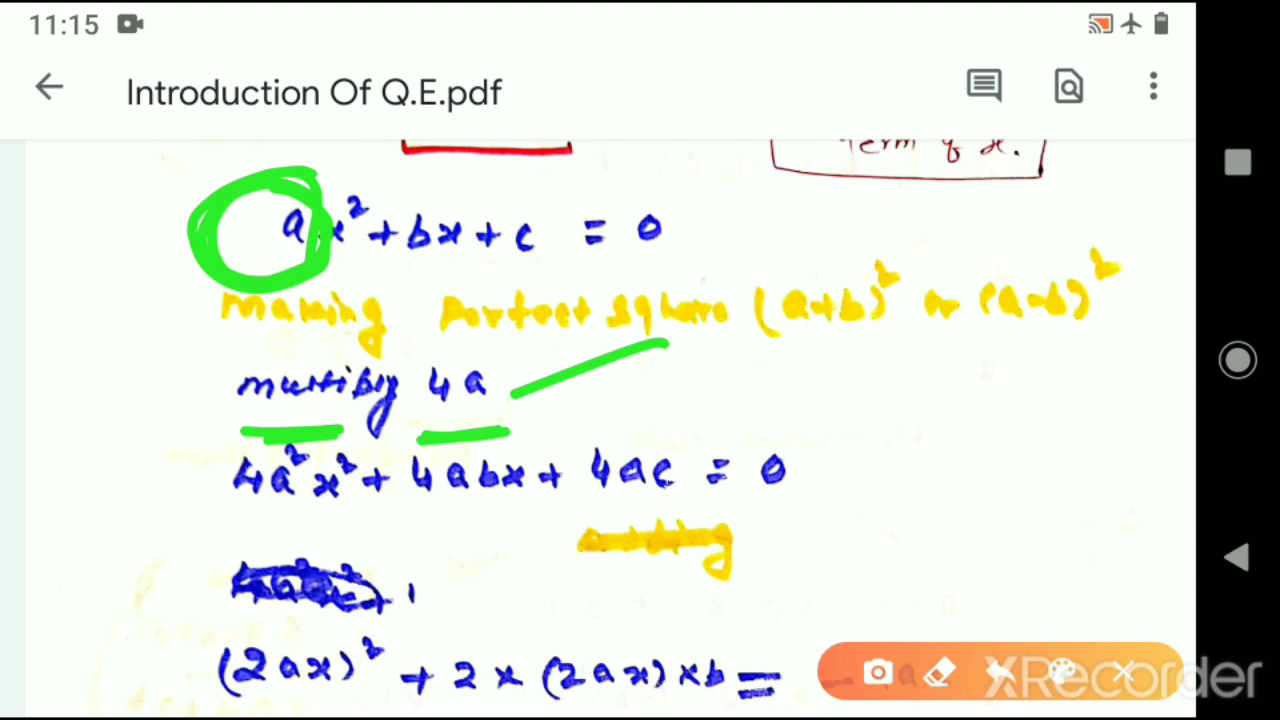 11:15
Introduction Of Q.E.pdf
Term of x.
ax² + bx + c = 0
Making Perfect square (a+b)² or (a-b)²
multiply 4a
4a²x² + 4abx + 4ac = 0
(2ax)² + 2 × (2ax) × b =
XRecorder